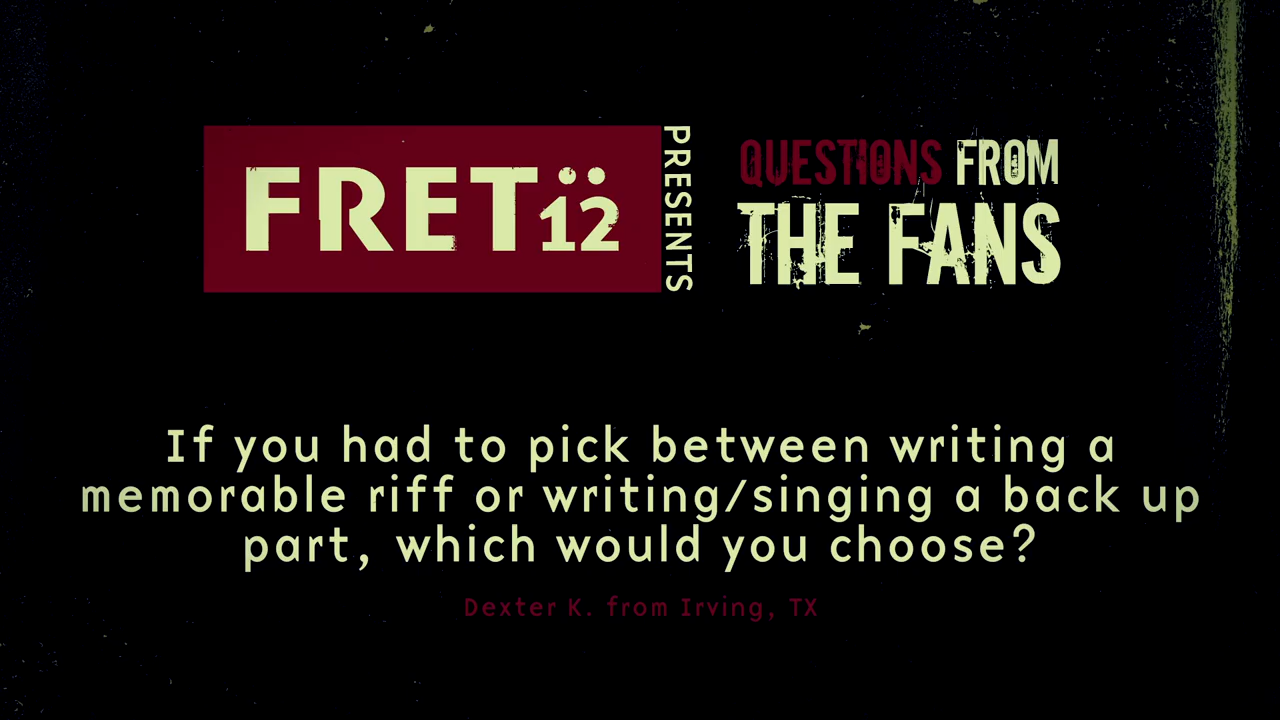 FRET12
PRESENTS
QUESTIONS FROM
THE FANS
If you had to pick between writing a
memorable riff or writing/singing a back up
part, which would you choose?
Dexter K. from Irving, TX